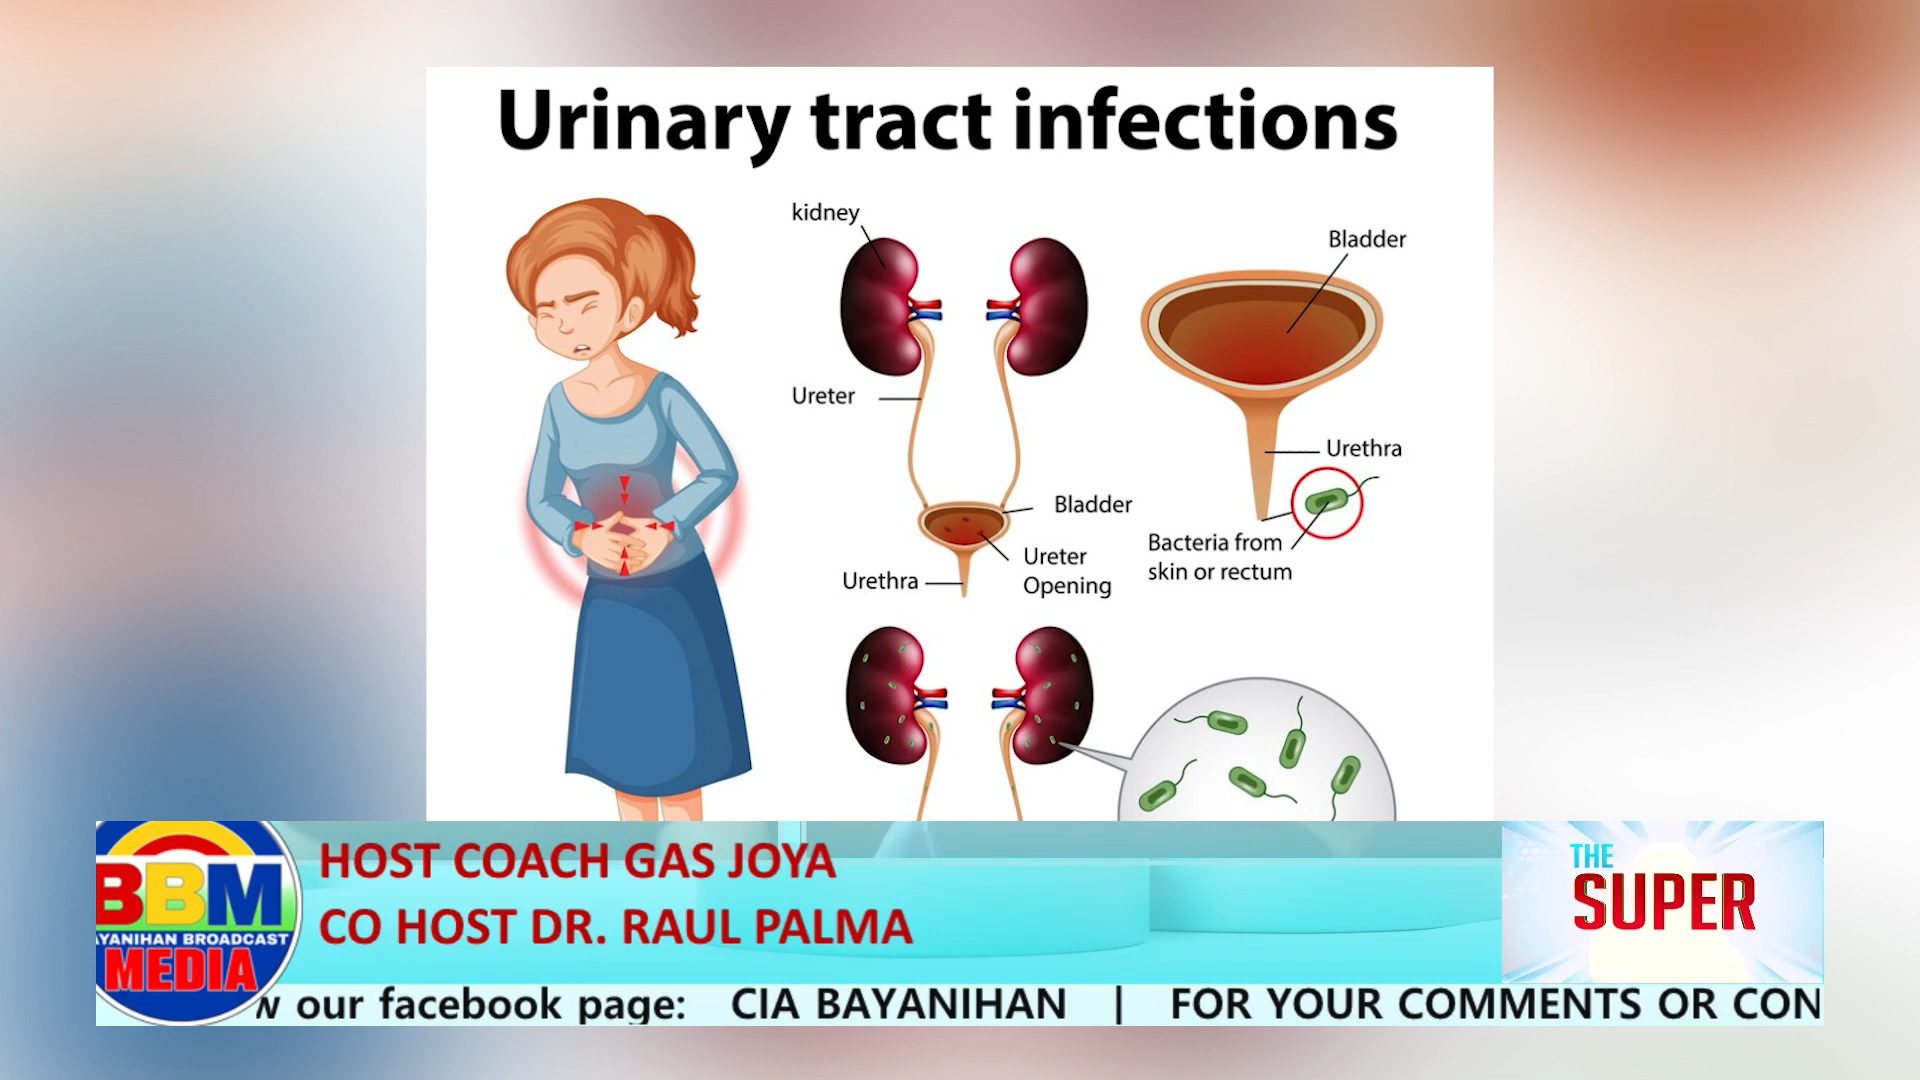 Urinary tract infections
kidney
Bladder
Ureter
Urethra
Bladder
Ureter
Opening
Urethra
Bacteria from
skin or rectum
BBM
AYANIHAN BROADCAST
MEDIA
HOST COACH GAS JOYA
CO HOST DR. RAUL PALMA
THE
SUPER
w our facebook page: CIA BAYANIHAN | FOR YOUR COMMENTS OR CON